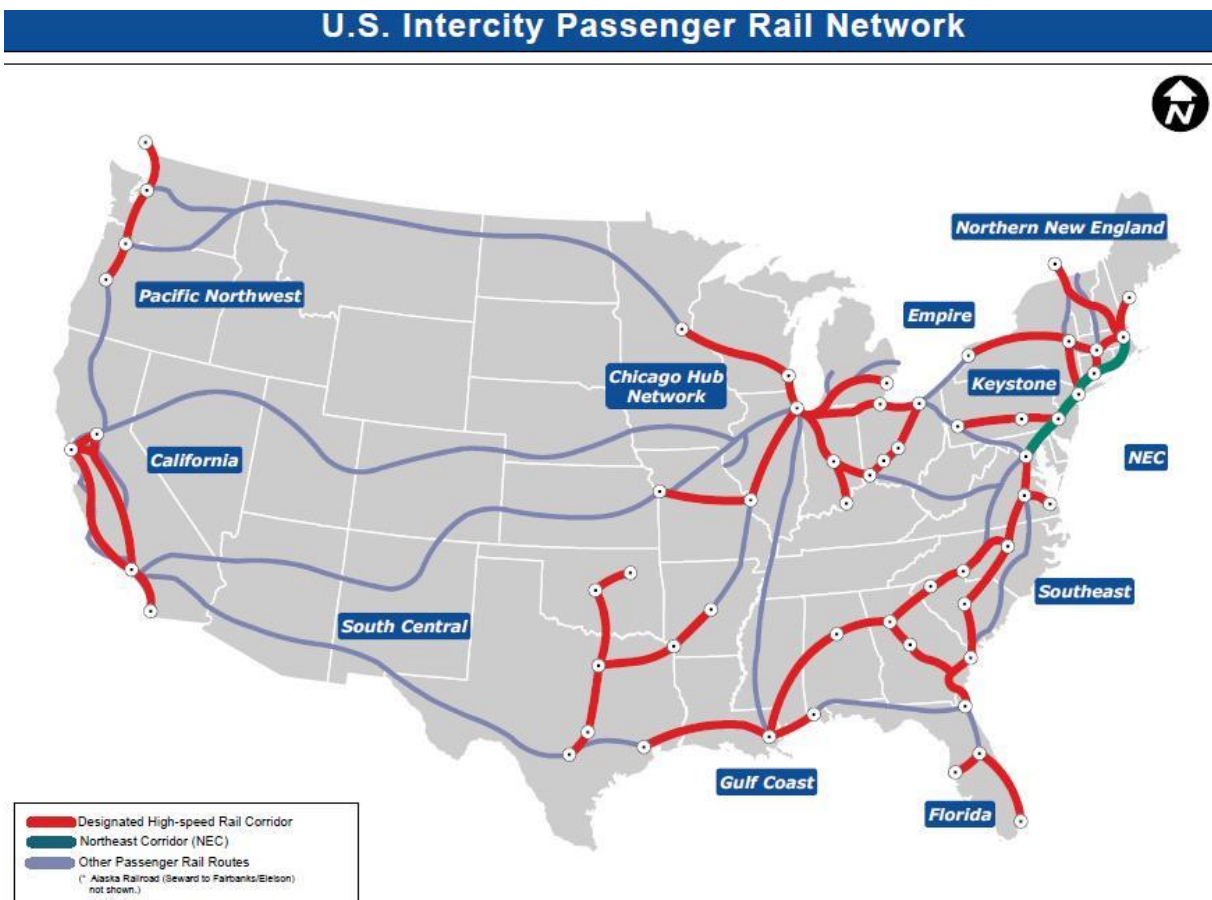 U.S. Intercity Passenger Rail Network
N
Northern New England
Pacific Northwest
Empire
Chicago Hub
Network
Keystone
California
NEC
Southeast
South Central
Gulf Coast
Florida
Designated High-speed Rail Corridor
Northeast Corridor (NEC)
Other Passenger Rail Routes
(* Alaska Railroad (Seward to Fairbanks/Eielson)
not shown.)